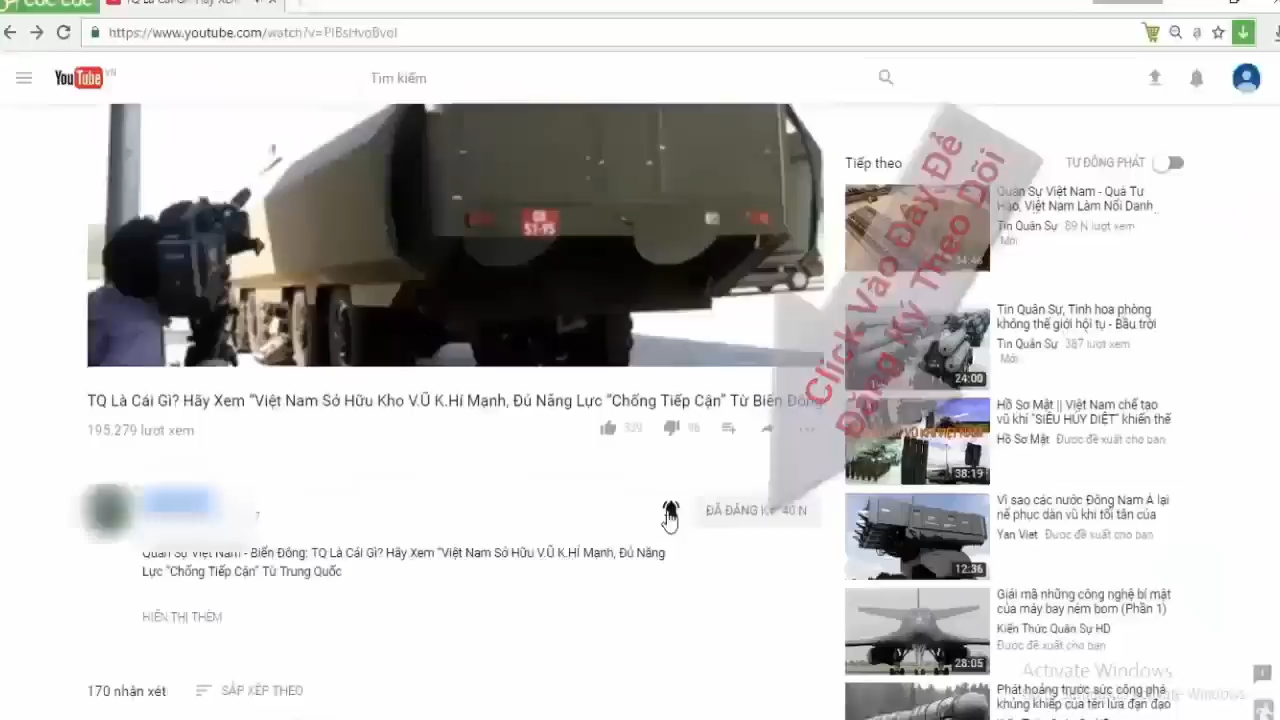 CỐC CỐC
https://www.youtube.com/watch?v=
YouTube VN
Tìm kiếm
51-95
Click Vào Đây Để
Đăng Ký Theo Dõi
TQ Là Cái Gì? Hãy Xem "Việt Nam Sở Hữu Kho V.Ũ K.Hí Mạnh, Đủ Năng Lực "Chống Tiếp Cận" Từ Biển Đông
195.279 lượt xem
ĐÃ ĐĂNG KÝ 40 N
Quân Sự Việt Nam - Biển Đông: TQ Là Cái Gì? Hãy Xem "Việt Nam Sở Hữu V.Ũ K.Hí Mạnh, Đủ Năng
Lực "Chống Tiếp Cận" Từ Trung Quốc
HIỂN THỊ THÊM
170 nhận xét
SẮP XẾP THEO
Tiếp theo
TỰ ĐỘNG PHÁT
Quân Sự Việt Nam - Quá Tự
Hào, Việt Nam Làm Nổi Danh
Tin Quân Sự 89 N lượt xem
Mới
34:46
Tin Quân Sự, Tinh hoa phòng
không thế giới hội tụ - Bầu trời
Tin Quân Sự 387 lượt xem
Mới
24:00
Hồ Sơ Mật || Việt Nam chế tạo
vũ khí "SIÊU HỦY DIỆT" khiến thế
Hồ Sơ Mật Được đề xuất cho bạn
38:19
Vì sao các nước Đông Nam Á lại
nể phục dàn vũ khí tối tân của
Yan Viet Được đề xuất cho bạn
12:36
Giải mã những công nghệ bí mật
của máy bay ném bom (Phần 1)
Kiến Thức Quân Sự HD
Được đề xuất cho bạn
28:05
Phát hoảng trước sức công phá
khủng khiếp của tên lửa đạn đạo
Activate Windows